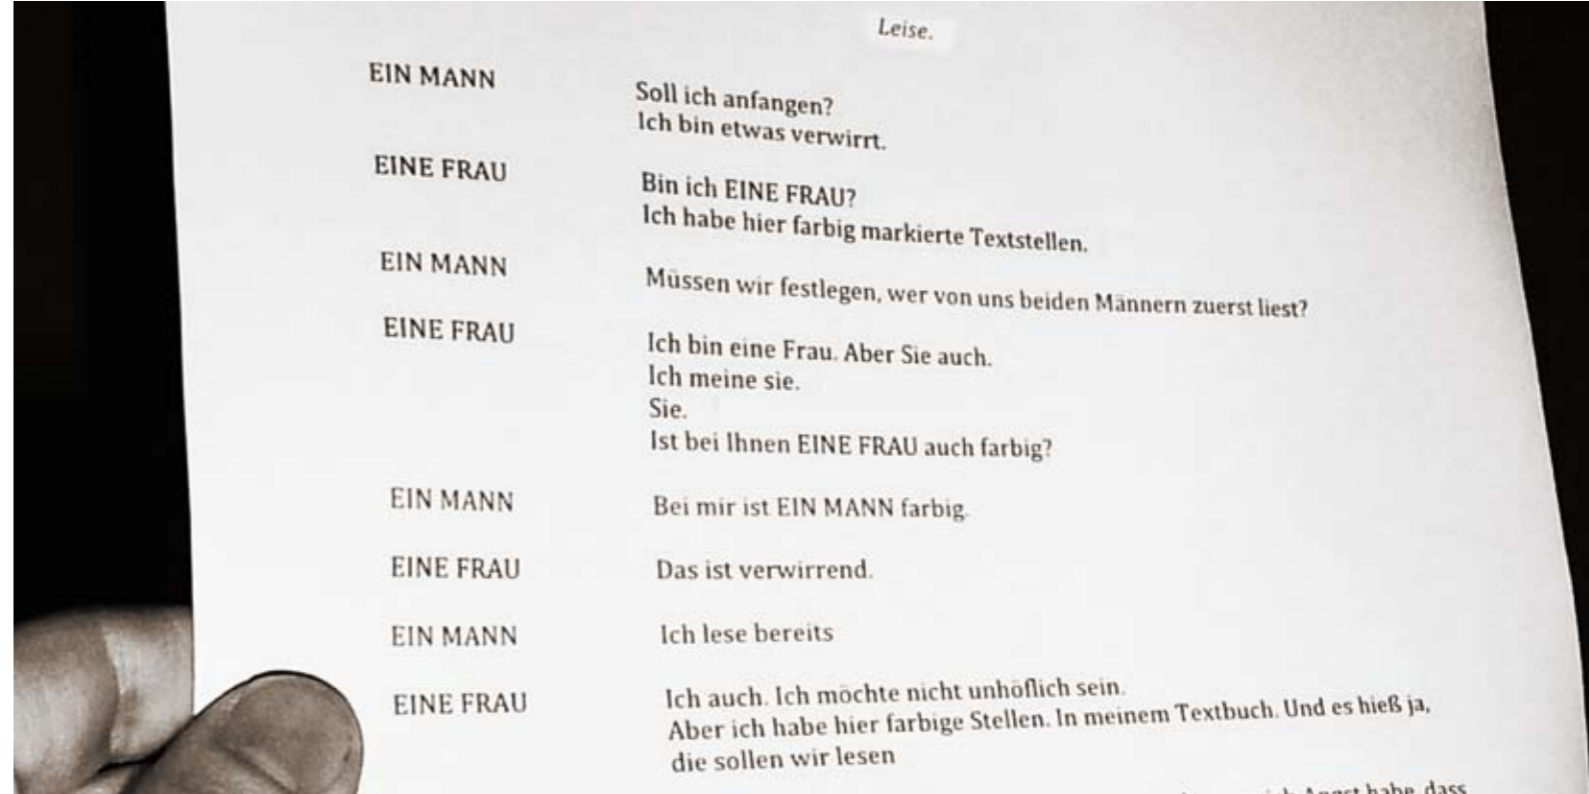 Leise.
EIN MANN Soll ich anfangen?
Ich bin etwas verwirrt.
EINE FRAU Bin ich EINE FRAU?
Ich habe hier farbig markierte Textstellen.
EIN MANN Müssen wir festlegen, wer von uns beiden Männern zuerst liest?
EINE FRAU Ich bin eine Frau. Aber Sie auch.
Ich meine sie.
Sie.
Ist bei Ihnen EINE FRAU auch farbig?
EIN MANN Bei mir ist EIN MANN farbig.
EINE FRAU Das ist verwirrend.
EIN MANN Ich lese bereits
EINE FRAU Ich auch. Ich möchte nicht unhöflich sein.
Aber ich habe hier farbige Stellen. In meinem Textbuch. Und es hieß ja,
die sollen wir lesen
Angst habe, dass